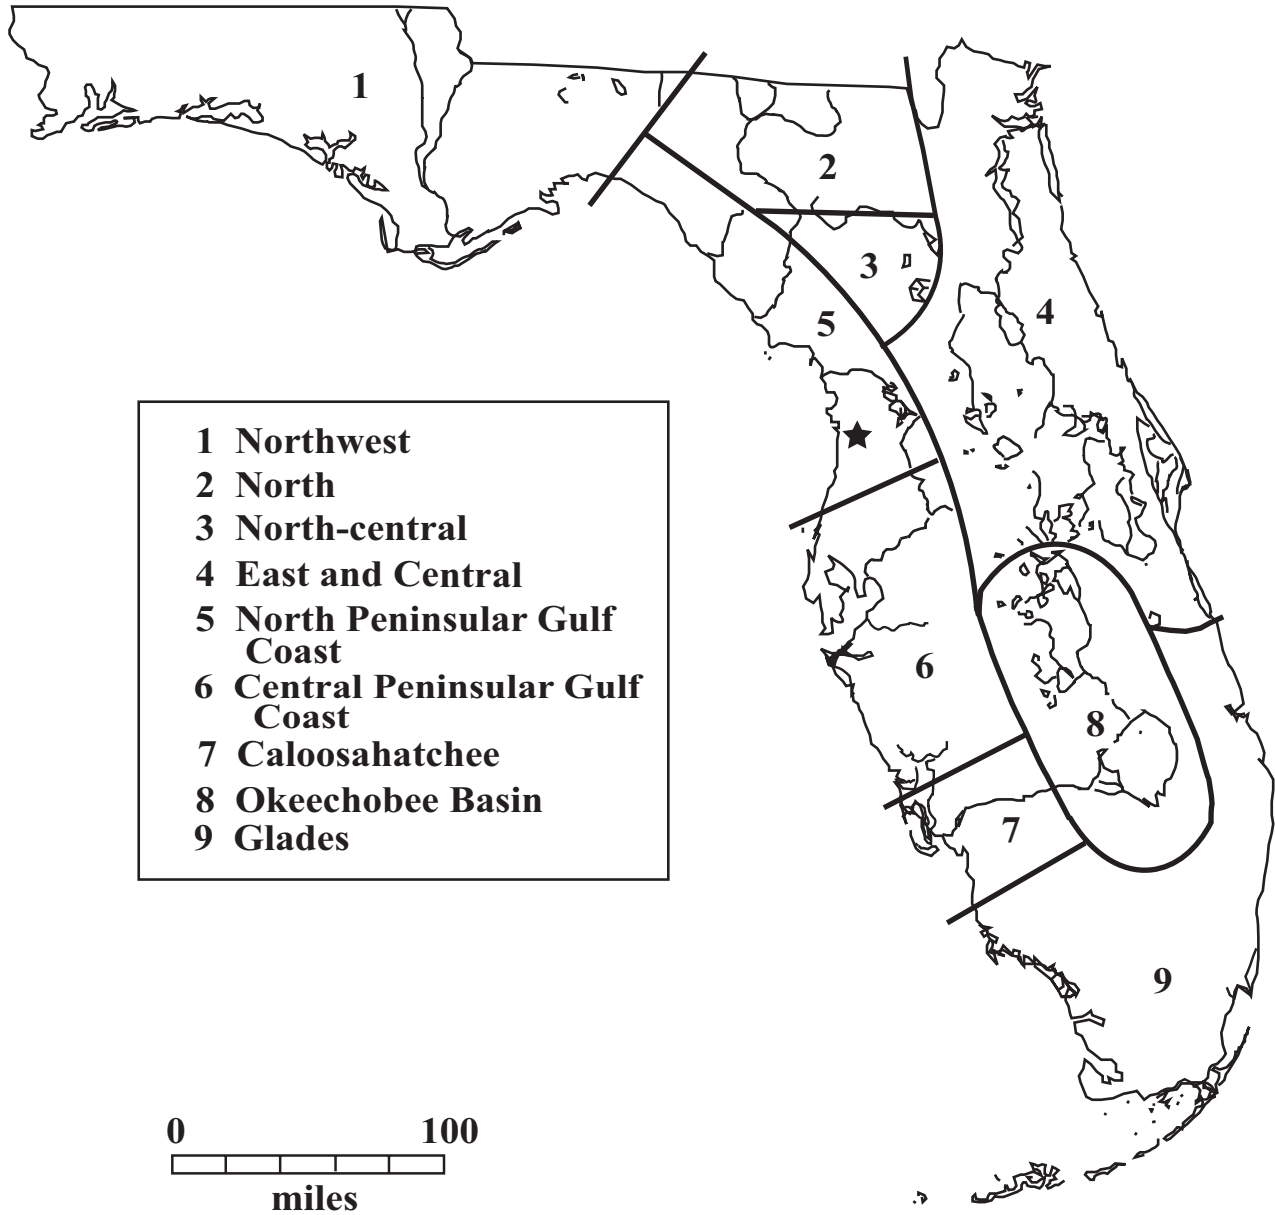 1
2
3
4
5
1 Northwest
2 North
3 North-central
4 East and Central
5 North Peninsular Gulf
Coast
6 Central Peninsular Gulf
Coast
7 Caloosahatchee
8 Okeechobee Basin
9 Glades
6
8
7
9
0 100
miles